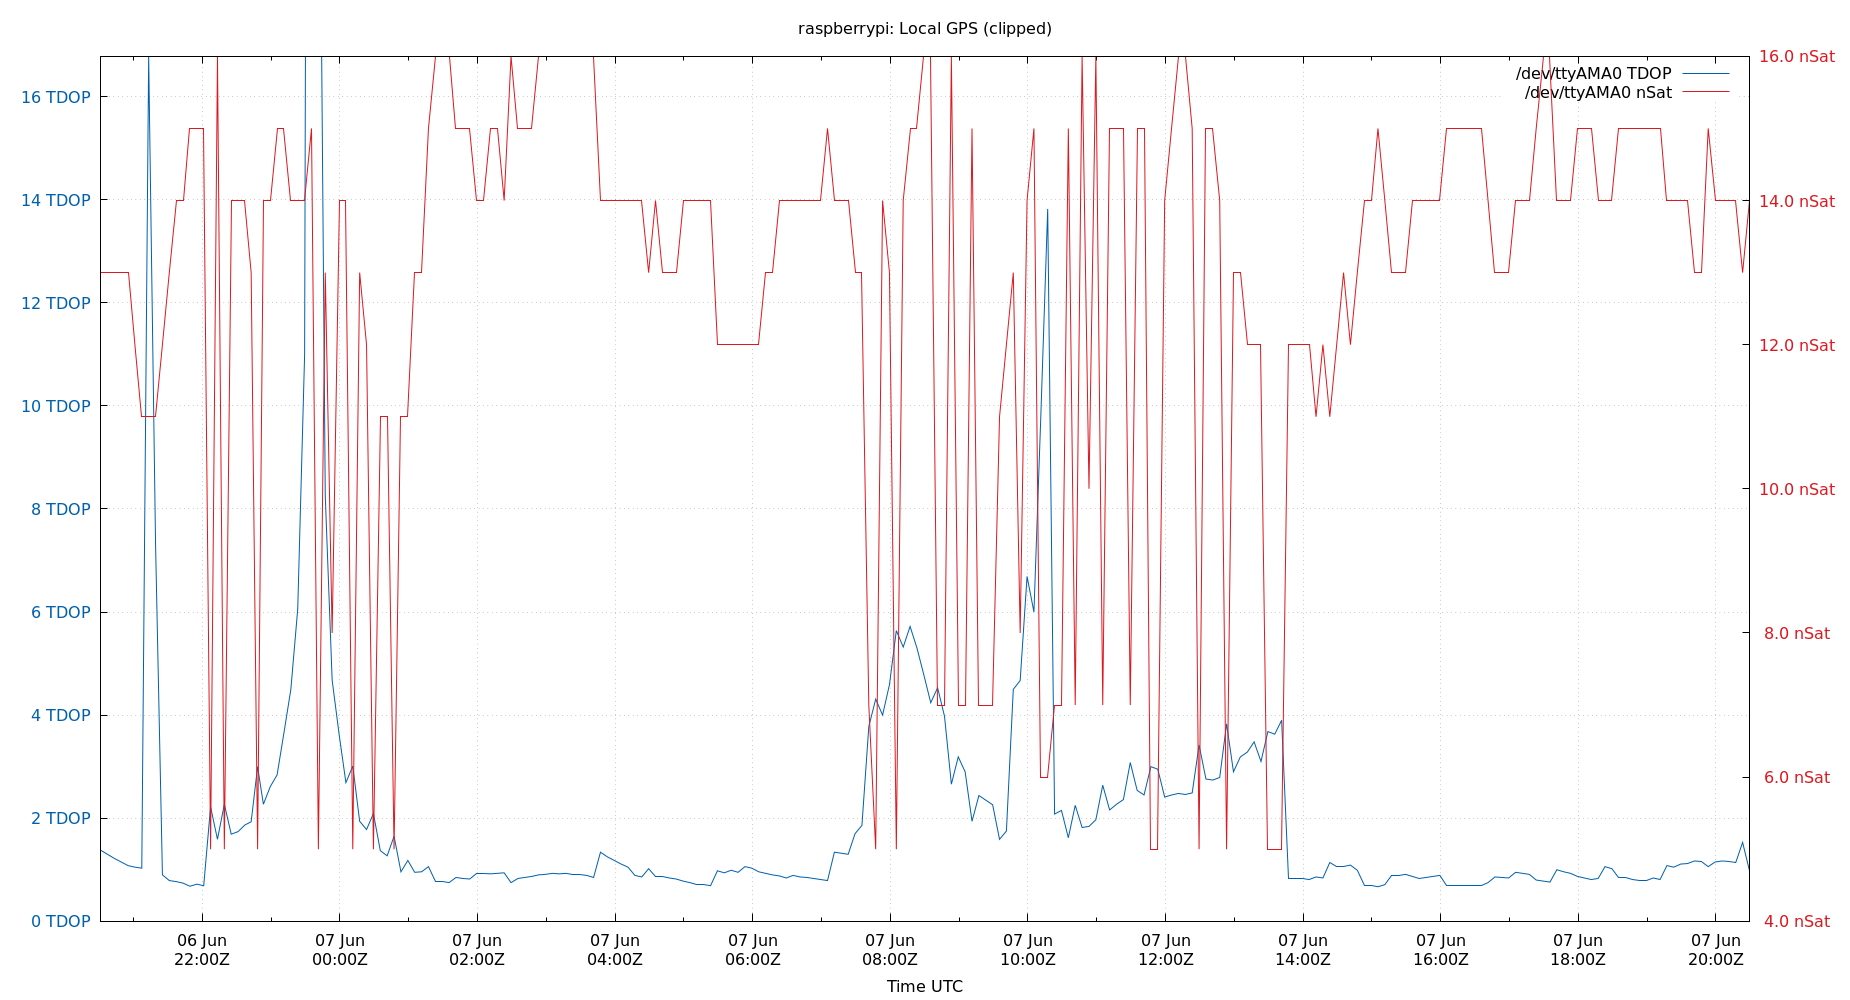 raspberrypi: Local GPS (clipped)
/dev/ttyAMA0 TDOP
/dev/ttyAMA0 nSat
16 TDOP
14 TDOP
12 TDOP
10 TDOP
8 TDOP
6 TDOP
4 TDOP
2 TDOP
0 TDOP
16.0 nSat
14.0 nSat
12.0 nSat
10.0 nSat
8.0 nSat
6.0 nSat
4.0 nSat
06 Jun
22:00Z
07 Jun
00:00Z
07 Jun
02:00Z
07 Jun
04:00Z
07 Jun
06:00Z
07 Jun
08:00Z
07 Jun
10:00Z
07 Jun
12:00Z
07 Jun
14:00Z
07 Jun
16:00Z
07 Jun
18:00Z
07 Jun
20:00Z
Time UTC